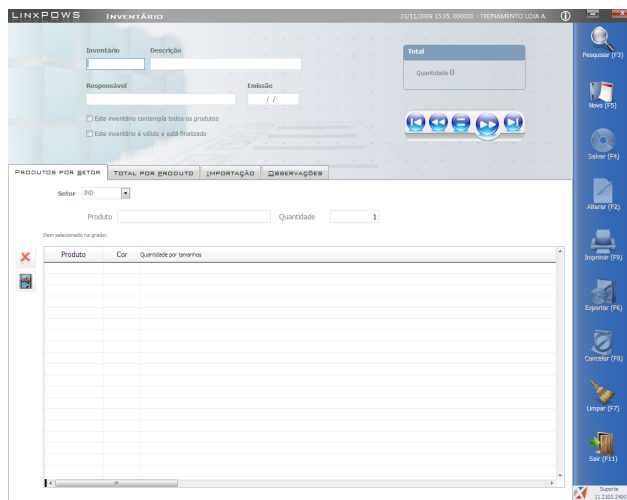 LINXPOWS INVENTÁRIO 23/11/2009 15:35, 000001 - TREINAMENTO LOJA A.
Inventário Descrição
Total
Quantidade 0
Responsável Emissão
/ /
Este inventário contempla todos os produtos
Este inventário é válido e está finalizado
PRODUTOS POR SETOR TOTAL POR PRODUTO IMPORTAÇÃO OBSERVAÇÕES
Setor IND
Produto Quantidade 1
Item selecionado na grade:
Produto Cor Quantidade por tamanhos
Pesquisar (F3)
Novo (F5)
Salvar (F4)
Alterar (F2)
Imprimir (F9)
Exportar (F6)
Cancelar (F8)
Limpar (F7)
Sair (F11)
Suporte
11 2103 2400